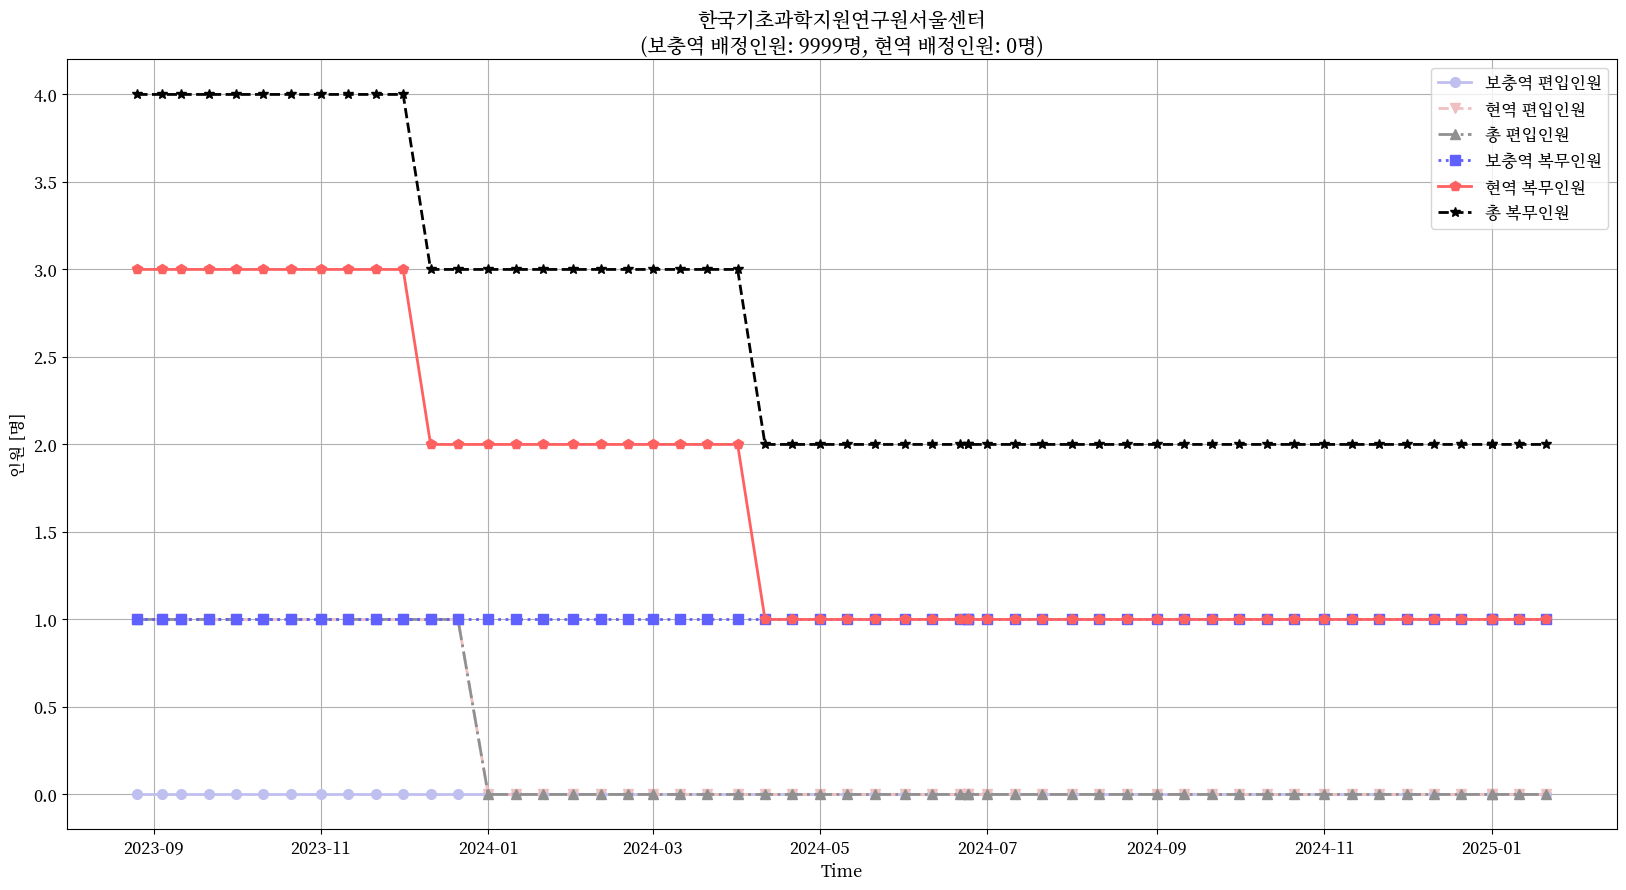 한국기초과학지원연구원서울센터
(보충역 배정인원: 9999명, 현역 배정인원: 0명)
보충역 편입인원
현역 편입인원
총 편입인원
보충역 복무인원
현역 복무인원
총 복무인원
인원 [명]
4.0
3.5
3.0
2.5
2.0
1.5
1.0
0.5
0.0
2023-09
2023-11
2024-01
2024-03
2024-05
2024-07
2024-09
2024-11
2025-01
Time